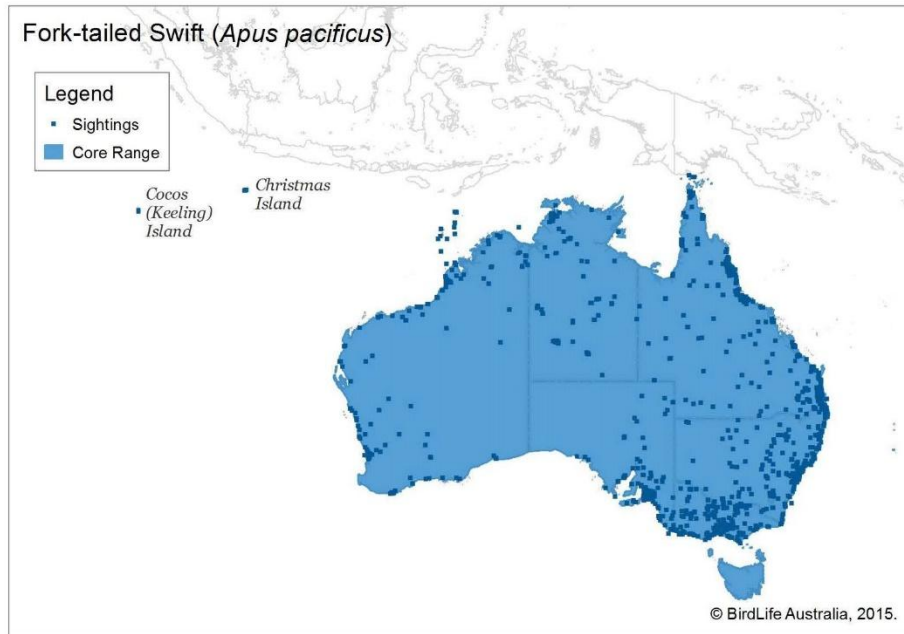 Fork-tailed Swift (Apus pacificus)
Legend
Sightings
Core Range
Cocos
(Keeling)
Island
Christmas
Island
© BirdLife Australia, 2015.